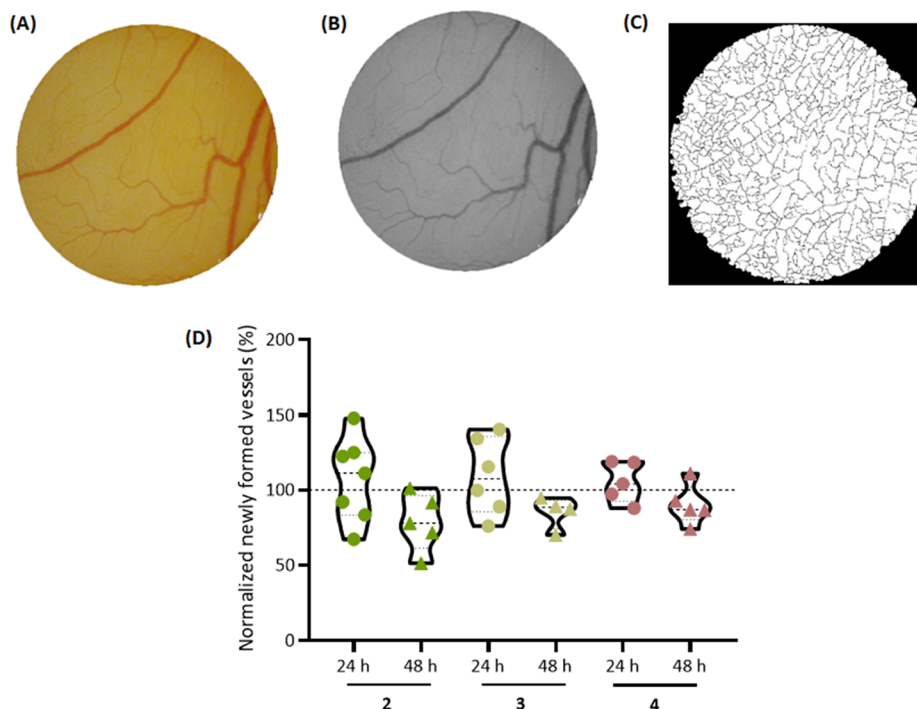 (A)
(B)
(C)
(D)
Normalized newly formed vessels (%)
200
150
100
50
0
24 h 48 h 24 h 48 h 24 h 48 h
2 3 4